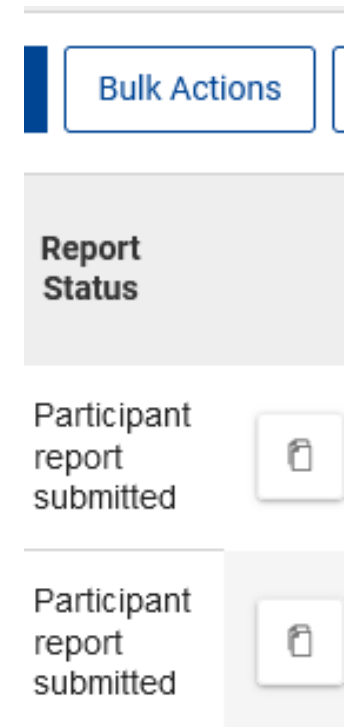 Bulk Actions
Report
Status
Participant
report
submitted
Participant
report
submitted